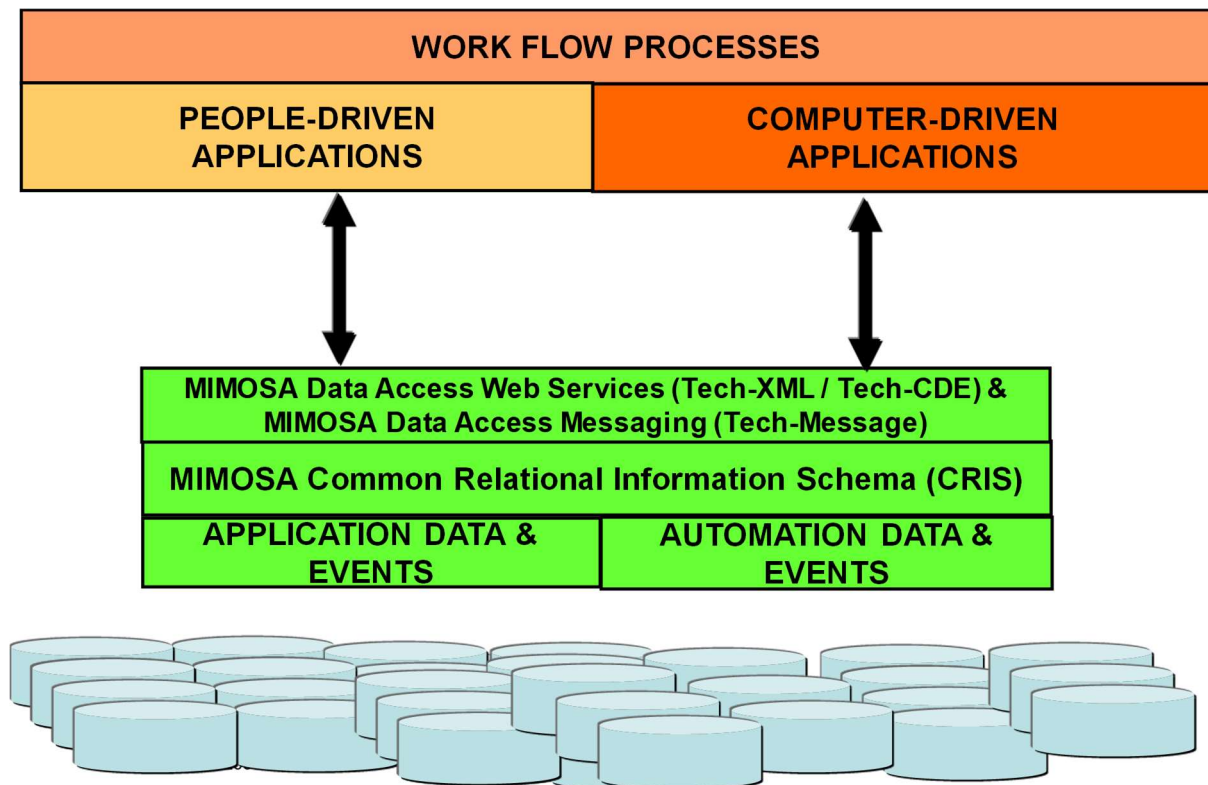 WORK FLOW PROCESSES
PEOPLE-DRIVEN
APPLICATIONS
COMPUTER-DRIVEN
APPLICATIONS
MIMOSA Data Access Web Services (Tech-XML / Tech-CDE) &
MIMOSA Data Access Messaging (Tech-Message)
MIMOSA Common Relational Information Schema (CRIS)
APPLICATION DATA &
EVENTS
AUTOMATION DATA &
EVENTS